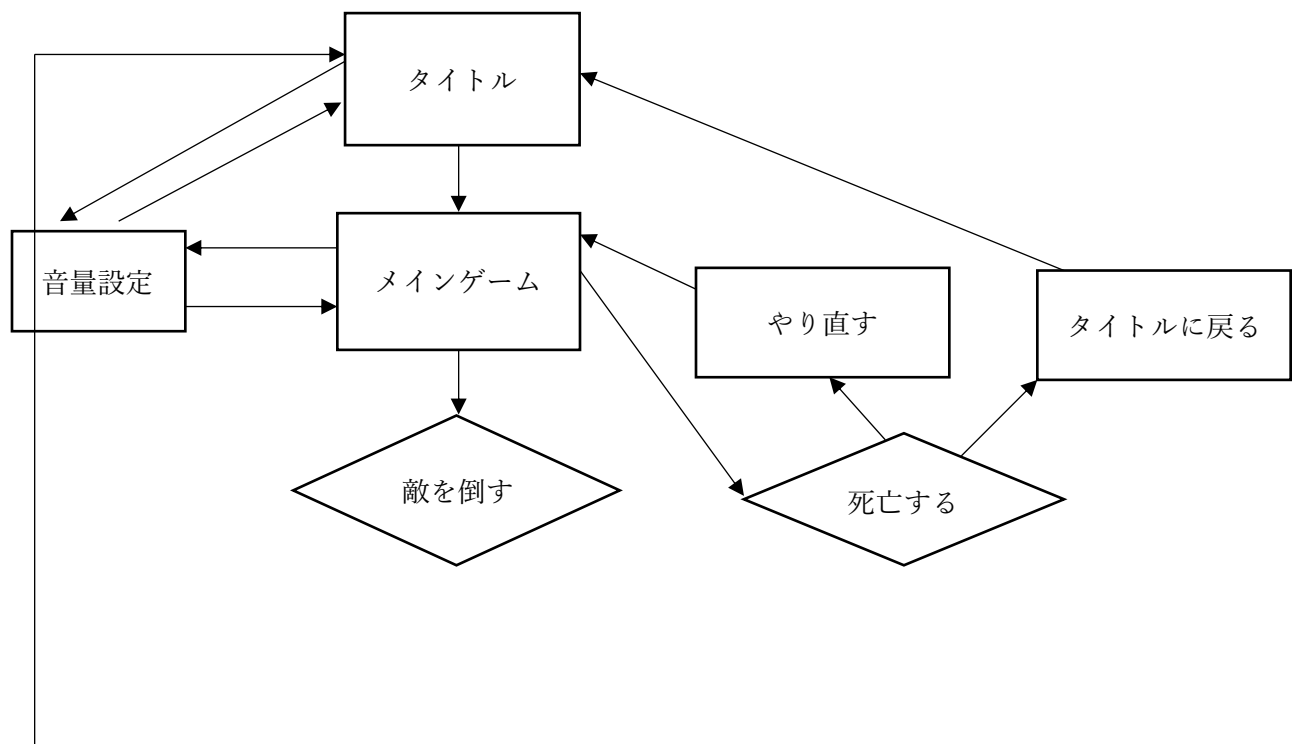 タイトル
音量設定
メインゲーム
やり直す
タイトルに戻る
敵を倒す
死亡する